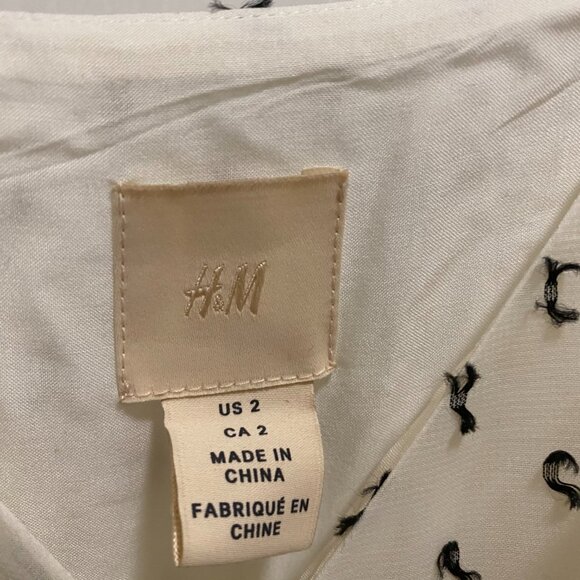 H&M
US 2
CA 2
MADE IN
CHINA
FABRIQUÉ EN
CHINE